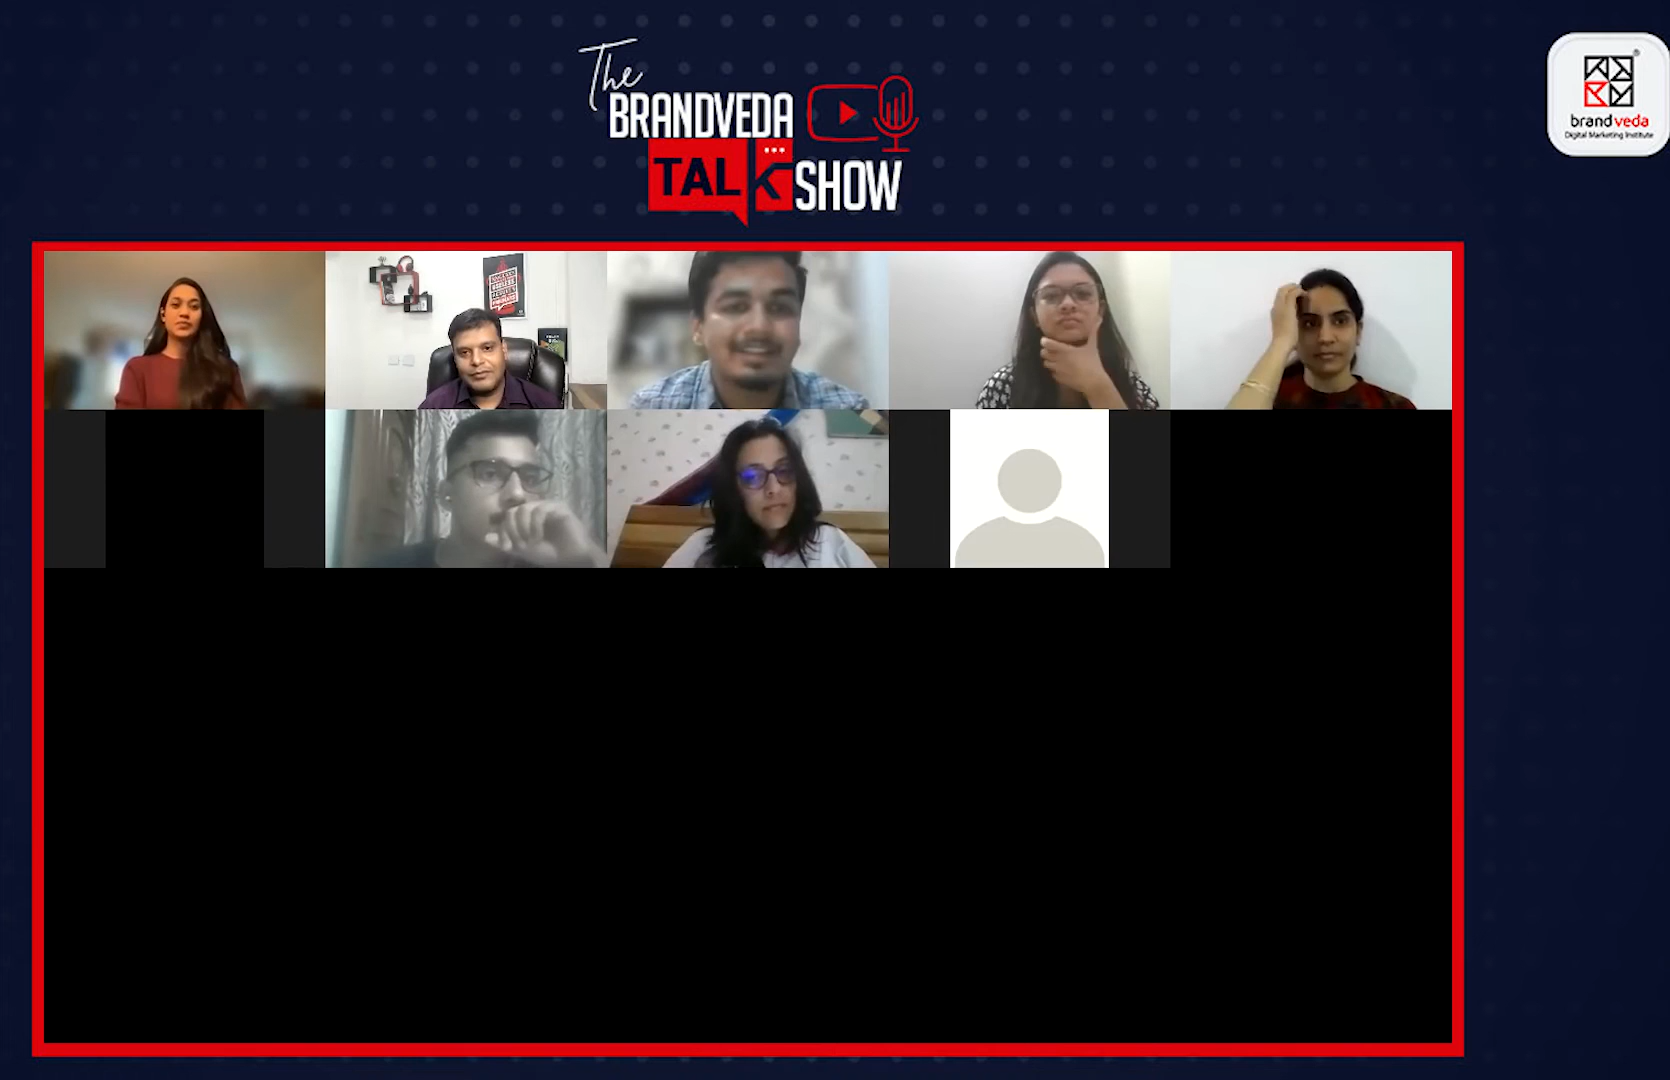 The
BRANDVEDA
TALK SHOW
®
brandveda
Digital Marketing Institute